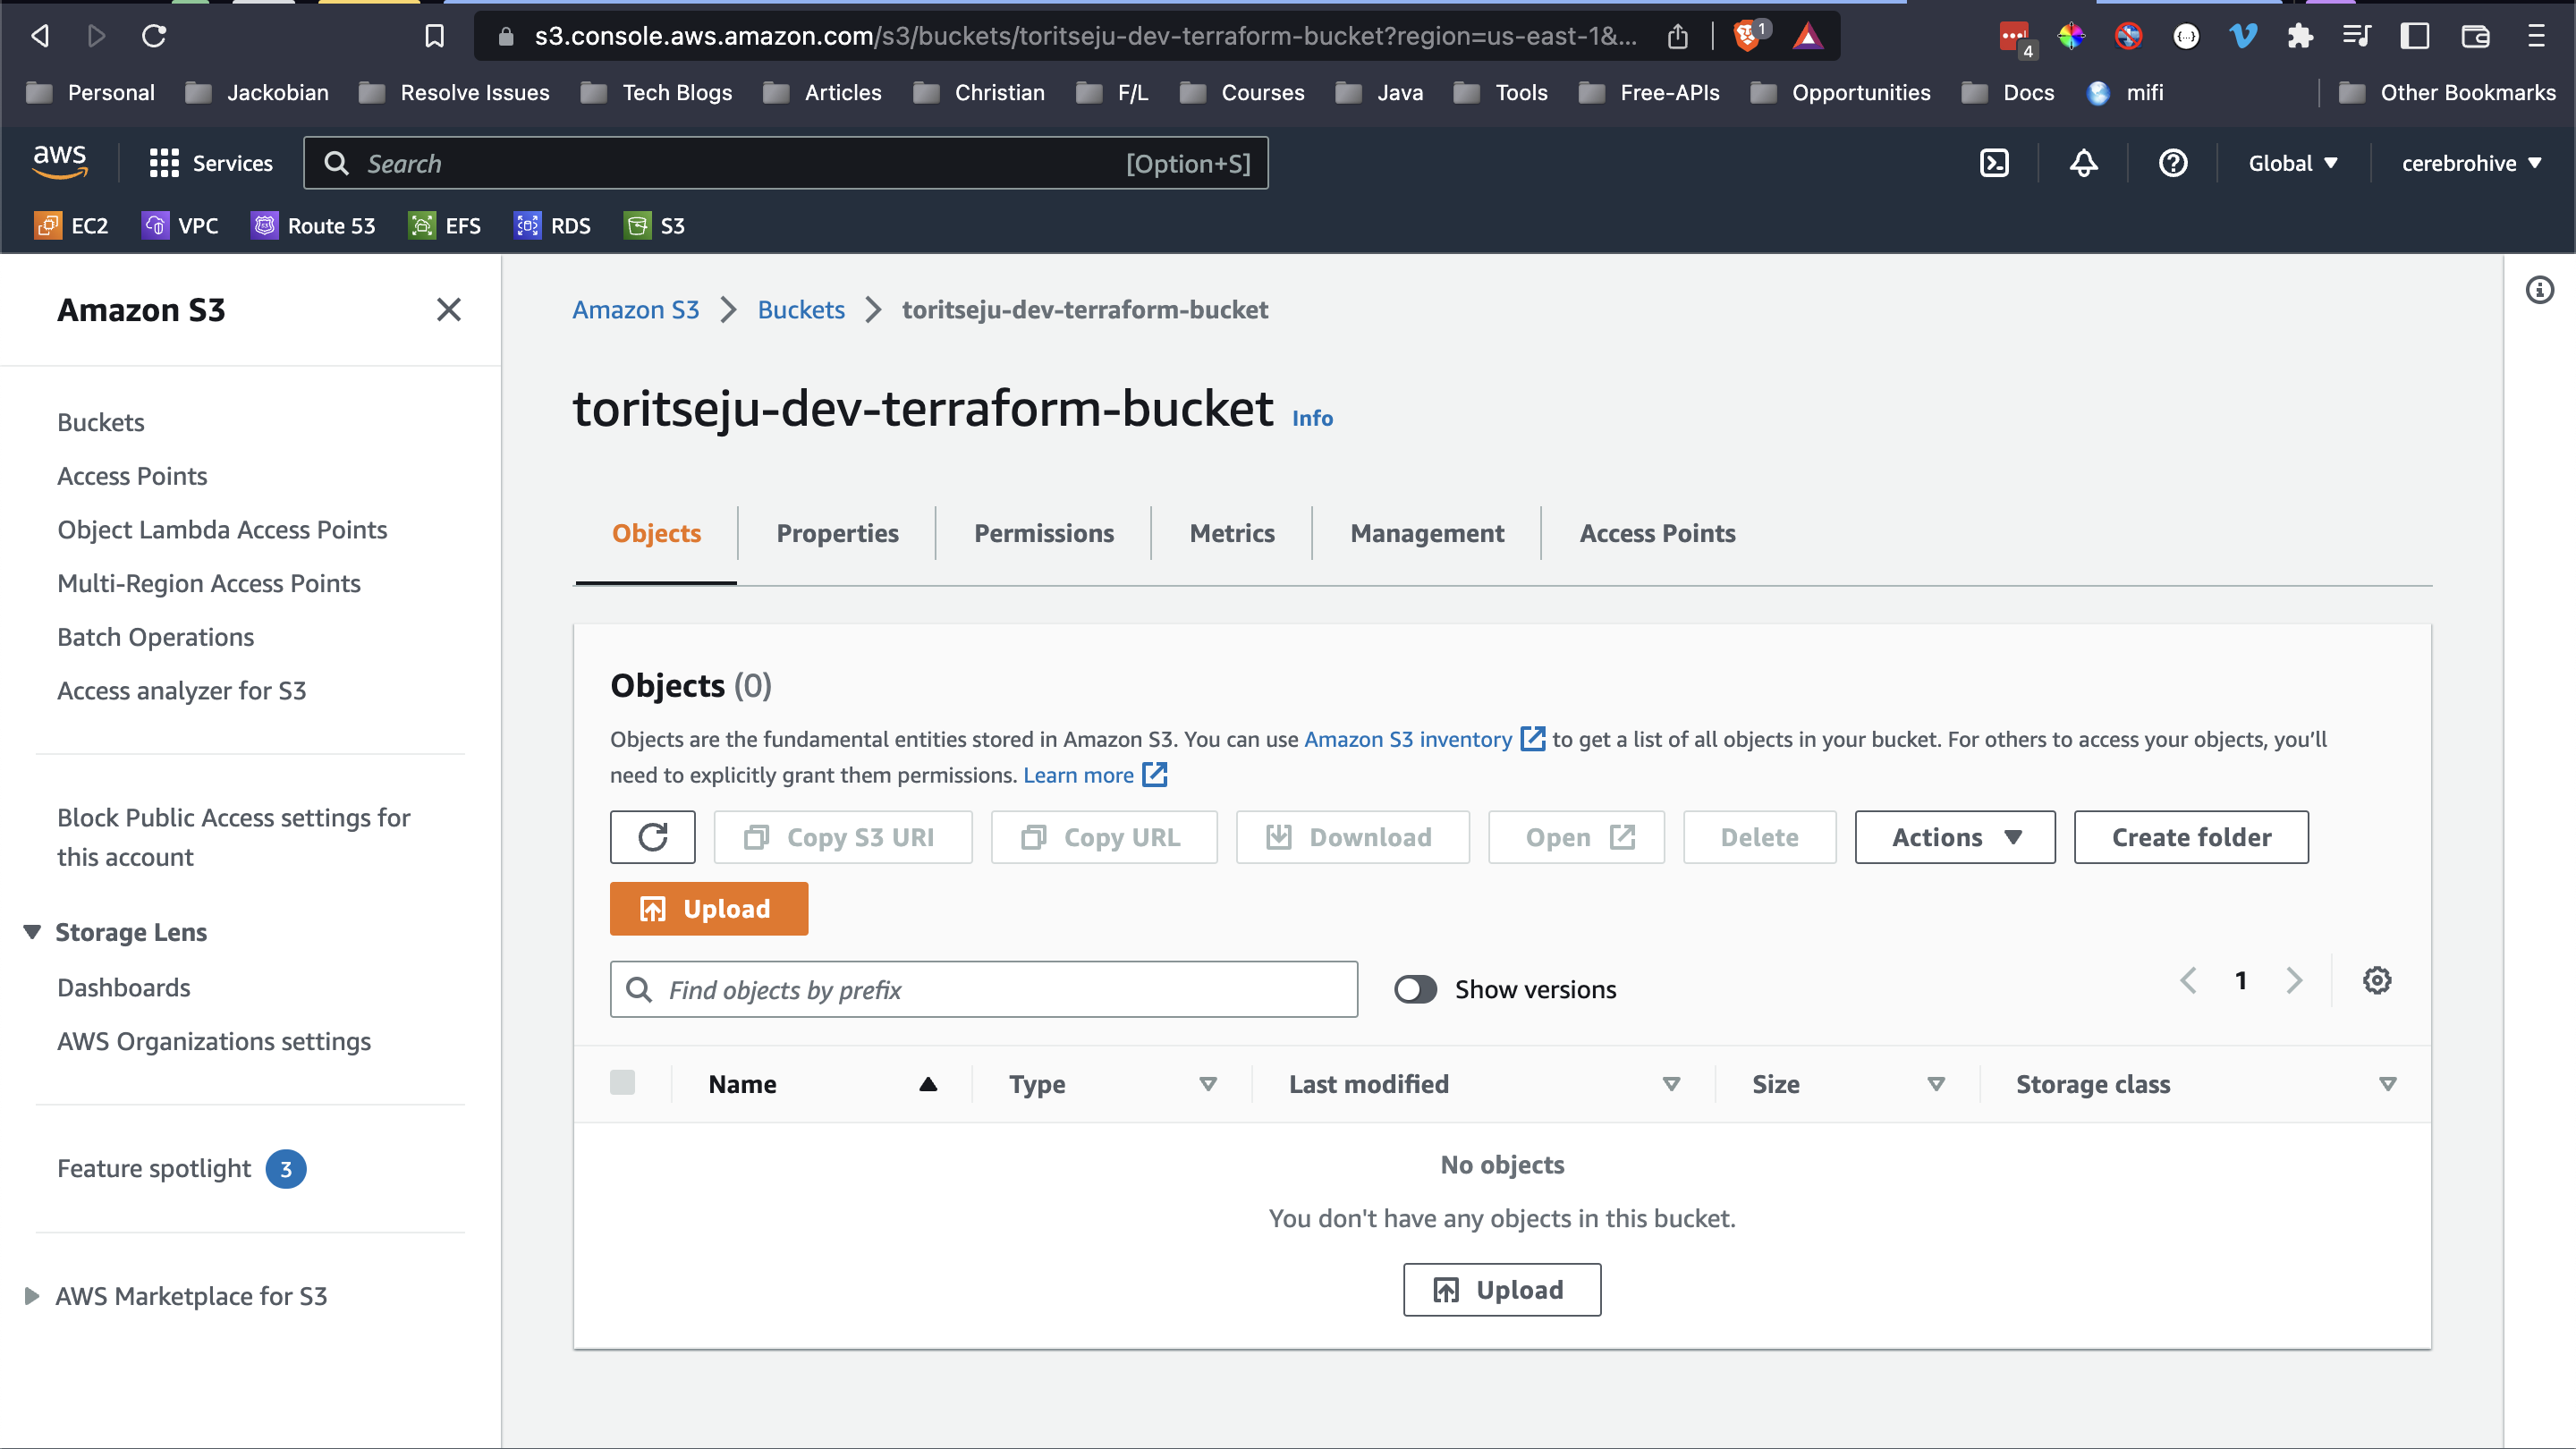 s3.console.aws.amazon.com/s3/buckets/toritseju-dev-terraform-bucket?region=us-east-1&... 1 4
Personal Jackobian Resolve Issues Tech Blogs Articles Christian F/L Courses Java Tools Free-APIs Opportunities Docs mifi Other Bookmarks
aws Services Search [Option+S] Global cerebrohive
EC2 VPC Route 53 EFS RDS S3
Amazon S3
Buckets
Access Points
Object Lambda Access Points
Multi-Region Access Points
Batch Operations
Access analyzer for S3
Block Public Access settings for
this account
Storage Lens
Dashboards
AWS Organizations settings
Feature spotlight 3
AWS Marketplace for S3
Amazon S3 Buckets toritseju-dev-terraform-bucket
toritseju-dev-terraform-bucket Info
Objects Properties Permissions Metrics Management Access Points
Objects (0)
Objects are the fundamental entities stored in Amazon S3. You can use Amazon S3 inventory to get a list of all objects in your bucket. For others to access your objects, you’ll
need to explicitly grant them permissions. Learn more
Copy S3 URI Copy URL Download Open Delete Actions Create folder
Upload
Find objects by prefix Show versions 1
Name Type Last modified Size Storage class
No objects
You don't have any objects in this bucket.
Upload